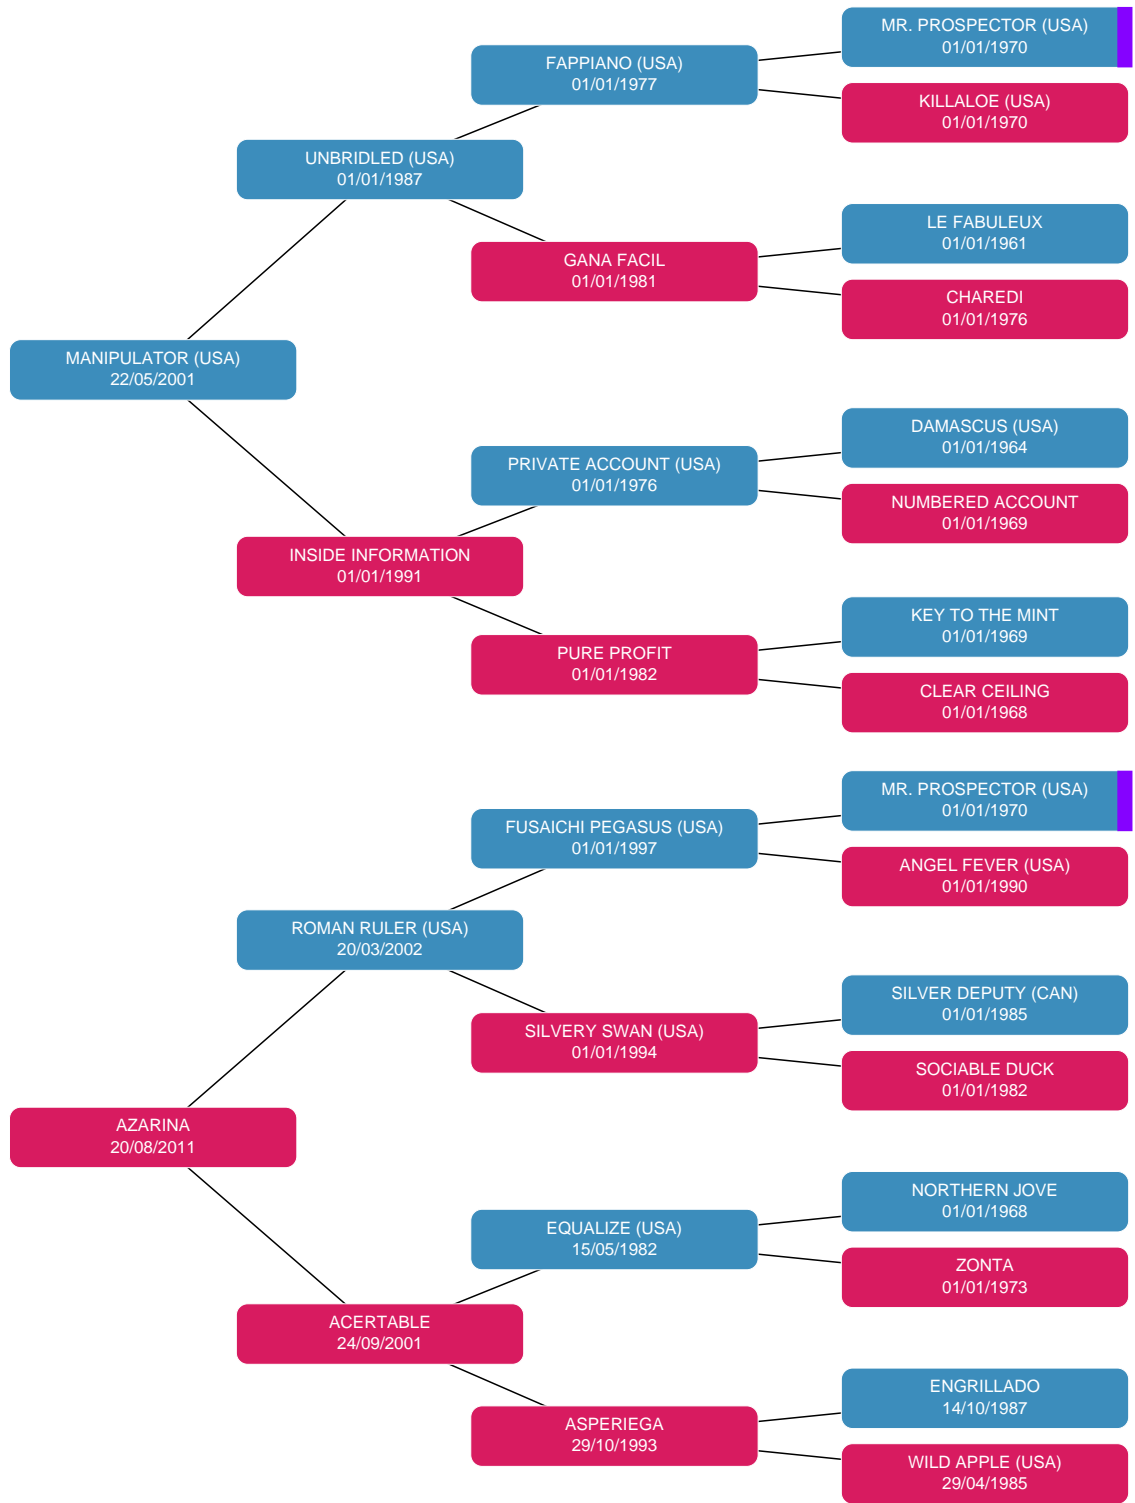 MR. PROSPECTOR (USA)
01/01/1970
FAPPIANO (USA)
01/01/1977
KILLALOE (USA)
01/01/1970
UNBRIDLED (USA)
01/01/1987
LE FABULEUX
01/01/1961
GANA FACIL
01/01/1981
CHAREDI
01/01/1976
MANIPULATOR (USA)
22/05/2001
DAMASCUS (USA)
01/01/1964
PRIVATE ACCOUNT (USA)
01/01/1976
NUMBERED ACCOUNT
01/01/1969
INSIDE INFORMATION
01/01/1991
KEY TO THE MINT
01/01/1969
PURE PROFIT
01/01/1982
CLEAR CEILING
01/01/1968
MR. PROSPECTOR (USA)
01/01/1970
FUSAICHI PEGASUS (USA)
01/01/1997
ANGEL FEVER (USA)
01/01/1990
ROMAN RULER (USA)
20/03/2002
SILVER DEPUTY (CAN)
01/01/1985
SILVERY SWAN (USA)
01/01/1994
SOCIABLE DUCK
01/01/1982
AZARINA
20/08/2011
NORTHERN JOVE
01/01/1968
EQUALIZE (USA)
15/05/1982
ZONTA
01/01/1973
ACERTABLE
24/09/2001
ENGRILLADO
14/10/1987
ASPERIEGA
29/10/1993
WILD APPLE (USA)
29/04/1985